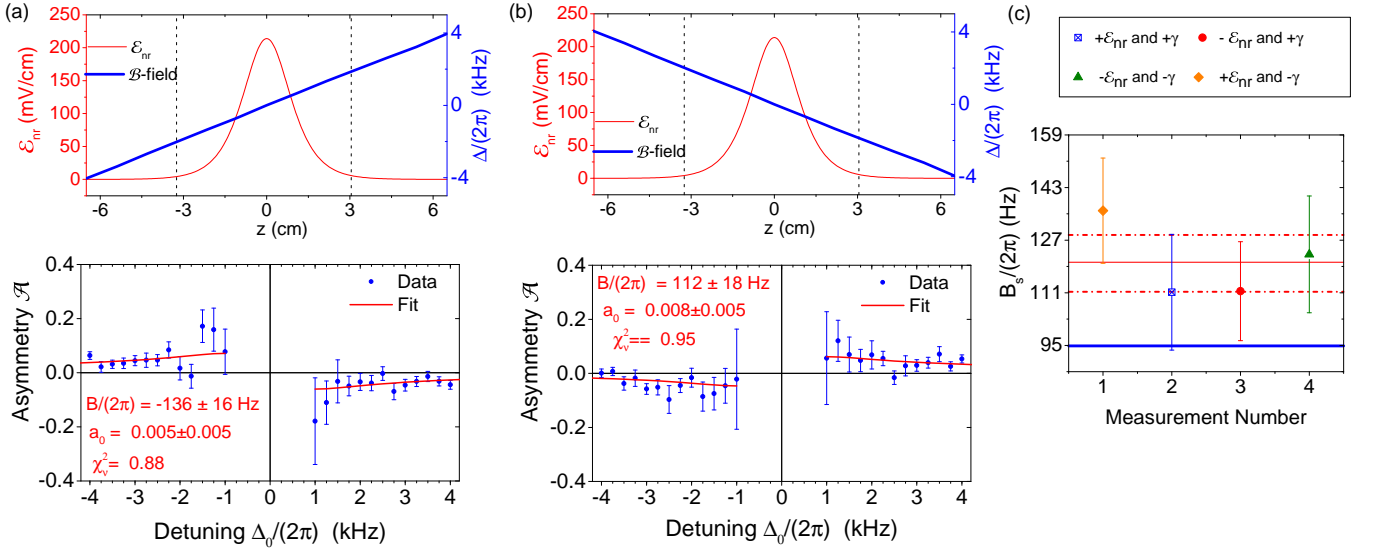 (a)
250
200
150
100
50
0
ℰnr (mV/cm)
ℰnr
ℬ-field
4
0
-4
Δ/(2π) (kHz)
-6 -3 0 3 6
z (cm)
0.4
0.2
0.0
-0.2
-0.4
Asymmetry 𝒜
Data
Fit
B/(2π) = -136 ± 16 Hz
a₀ = 0.005±0.005
χᵥ²= 0.88
-4 -3 -2 -1 0 1 2 3 4
Detuning Δ₀/(2π) (kHz)
(b)
250
200
150
100
50
0
ℰnr (mV/cm)
ℰnr
ℬ-field
4
0
-4
Δ/(2π) (kHz)
-6 -3 0 3 6
z (cm)
0.4
0.2
0.0
-0.2
-0.4
Asymmetry 𝒜
B/(2π) = 112 ± 18 Hz
a₀ = 0.008±0.005
χᵥ²== 0.95
Data
Fit
-4 -3 -2 -1 0 1 2 3 4
Detuning Δ₀/(2π) (kHz)
(c)
+ℰnr and +γ - ℰnr and +γ
-ℰnr and -γ +ℰnr and -γ
159
143
127
111
95
Bₛ/(2π) (Hz)
1 2 3 4
Measurement Number